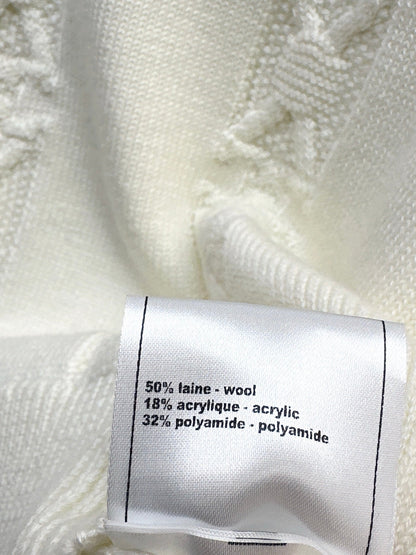 50% laine - wool
18% acrylique - acrylic
32% polyamide - polyamide